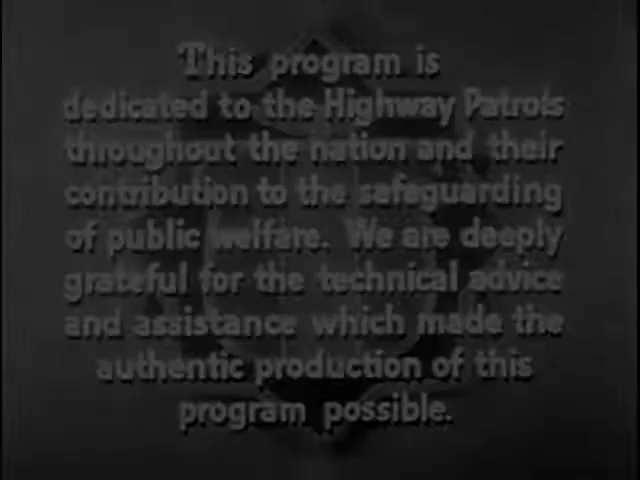 This program is
dedicated to the Highway Patrols
throughout the nation and their
contribution to the safeguarding
of public welfare. We are deeply
grateful for the technical advice
and assistance which made the
authentic production of this
program possible.